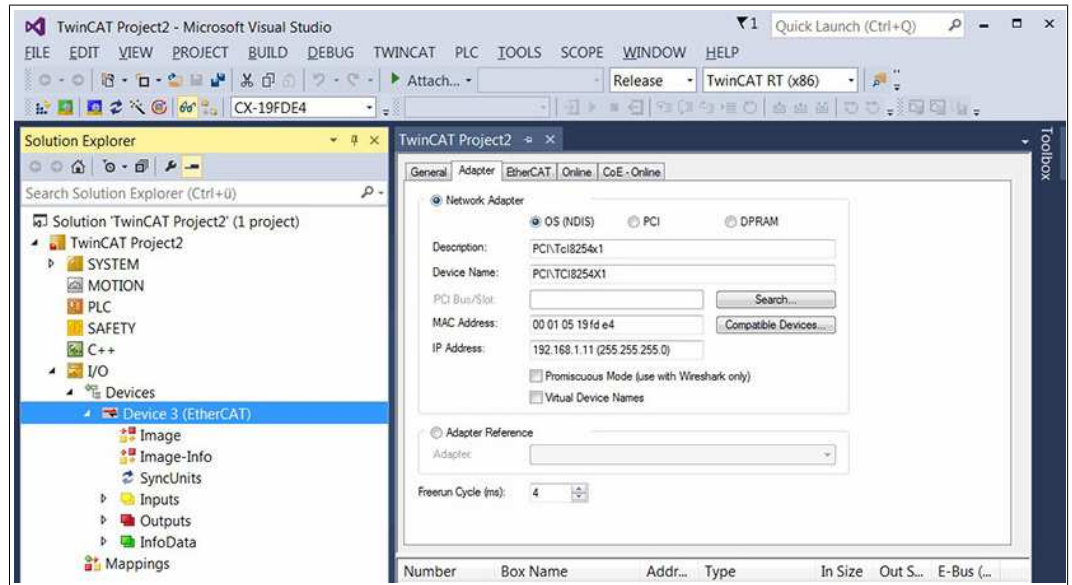 TwinCAT Project2 - Microsoft Visual Studio
1
Quick Launch (Ctrl+Q)
FILE EDIT VIEW PROJECT BUILD DEBUG TWINCAT PLC TOOLS SCOPE WINDOW HELP
Attach... Release TwinCAT RT (x86)
CX-19FDE4
Solution Explorer
Search Solution Explorer (Ctrl+ü)
Solution 'TwinCAT Project2' (1 project)
TwinCAT Project2
SYSTEM
MOTION
PLC
SAFETY
C++
I/O
Devices
Device 3 (EtherCAT)
Image
Image-Info
SyncUnits
Inputs
Outputs
InfoData
Mappings
TwinCAT Project2
General Adapter EtherCAT Online CoE - Online
Network Adapter
OS (NDIS) PCI DPRAM
Description: PCI\TcI8254x1
Device Name: PCI\TCI8254X1
PCI Bus/Slot: Search...
MAC Address: 00 01 05 19 fd e4 Compatible Devices...
IP Address: 192.168.1.11 (255.255.255.0)
Promiscuous Mode (use with Wireshark only)
Virtual Device Names
Adapter Reference
Adapter:
Freerun Cycle (ms): 4
Number Box Name Addr... Type In Size Out S... E-Bus (...
Toolbox